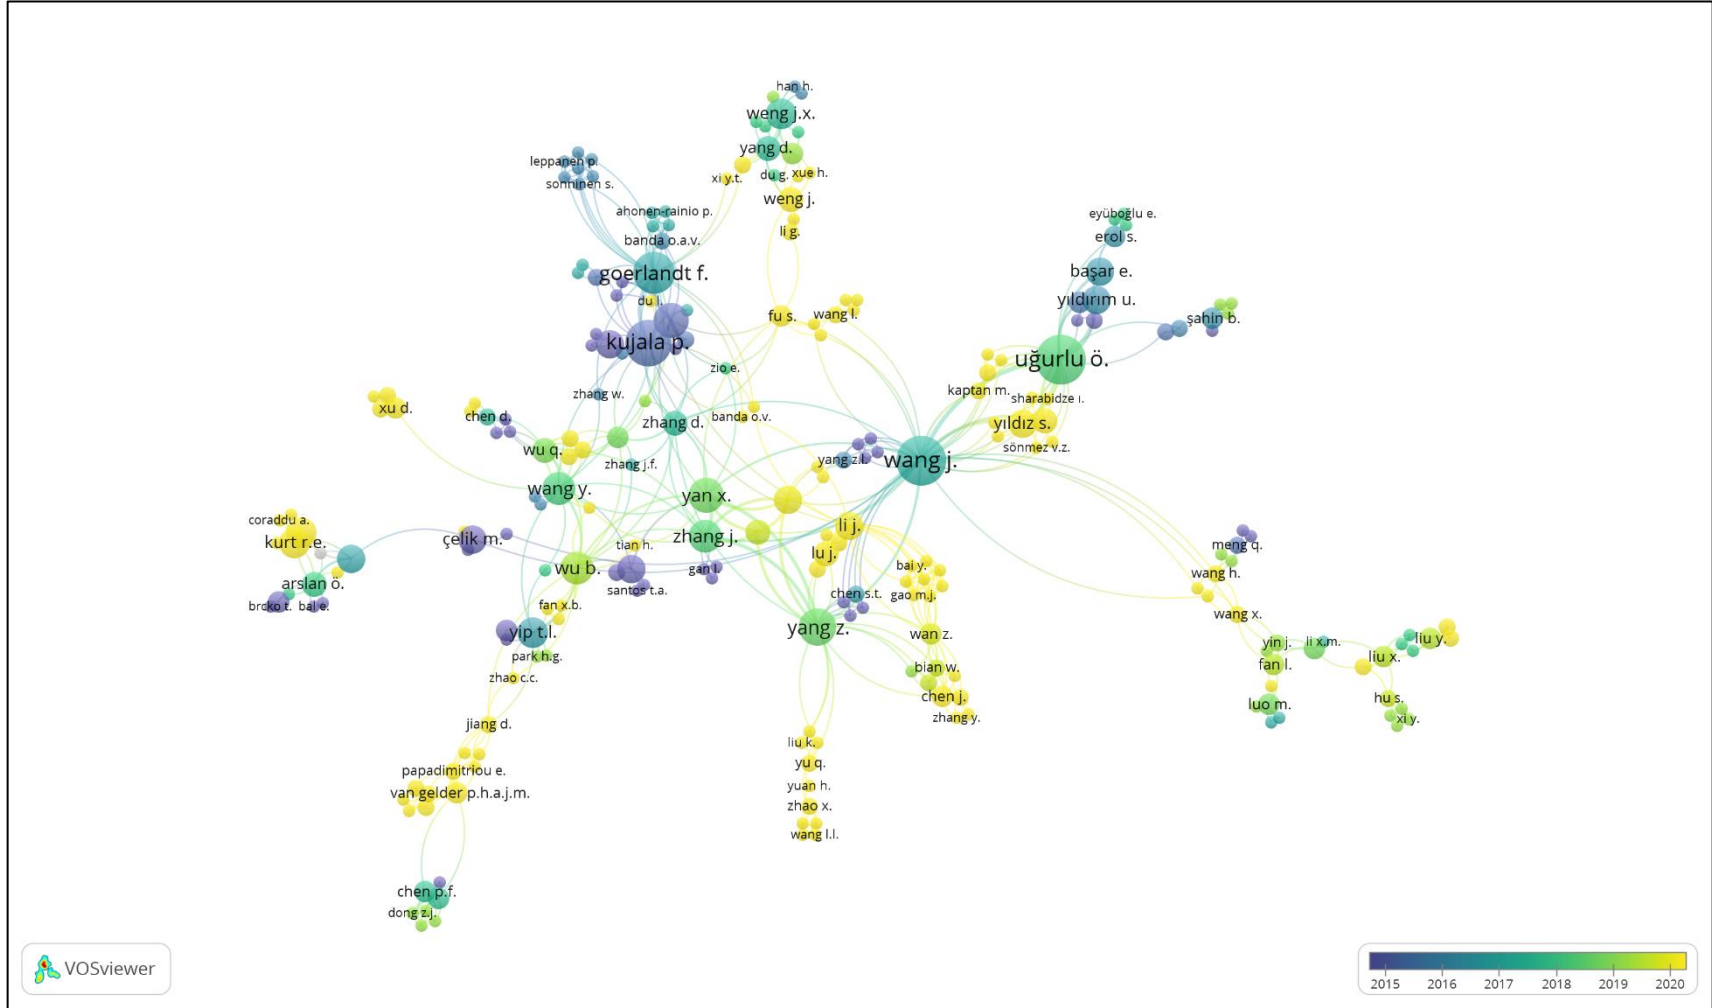 han h.
weng j.x.
yang d.
leppanen p.
sonninen s.
xi y.t.
du g.
xue h.
weng j.
ahonen-rainio p.
banda o.a.v.
li g.
eyüboğlu e.
erol s.
goerlandt f.
başar e.
du l.
yıldırım u.
fu s.
wang l.
şahin b.
kujala p.
uğurlu ö.
zio e.
zhang w.
kaptan m.
sharabidze ı.
xu d.
chen d.
banda o.v.
zhang d.
yıldız s.
sönmez v.z.
wu q.
zhang j.f.
yang z.l.
wang j.
wang y.
yan x.
coraddu a.
kurt r.e.
çelik m.
tian h.
zhang j.
li j.
lu j.
meng q.
wu b.
gan l.
bai y.
wang h.
arslan ö.
santos t.a.
chen s.t.
gao m.j.
brcko t.
bal e.
fan x.b.
wang x.
yip t.l.
yang z.
wan z.
park h.g.
yin j.
li x.m.
liu y.
zhao c.c.
bian w.
fan l.
liu x.
chen j.
hu s.
jiang d.
zhang y.
luo m.
xi y.
liu k.
papadimitriou e.
yu q.
van gelder p.h.a.j.m.
yuan h.
zhao x.
wang l.l.
chen p.f.
dong z.j.
VOSviewer
2015 2016 2017 2018 2019 2020